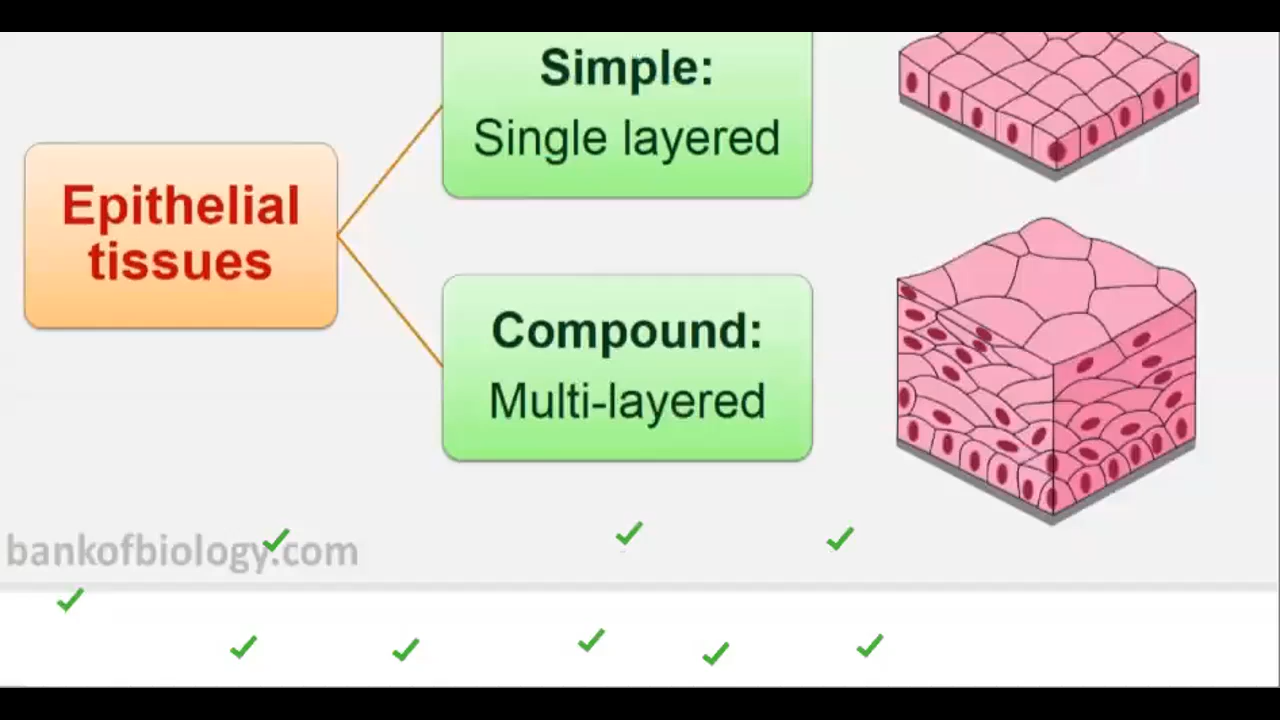 Simple:
Single layered
Epithelial
tissues
Compound:
Multi-layered
bankofbiology.com